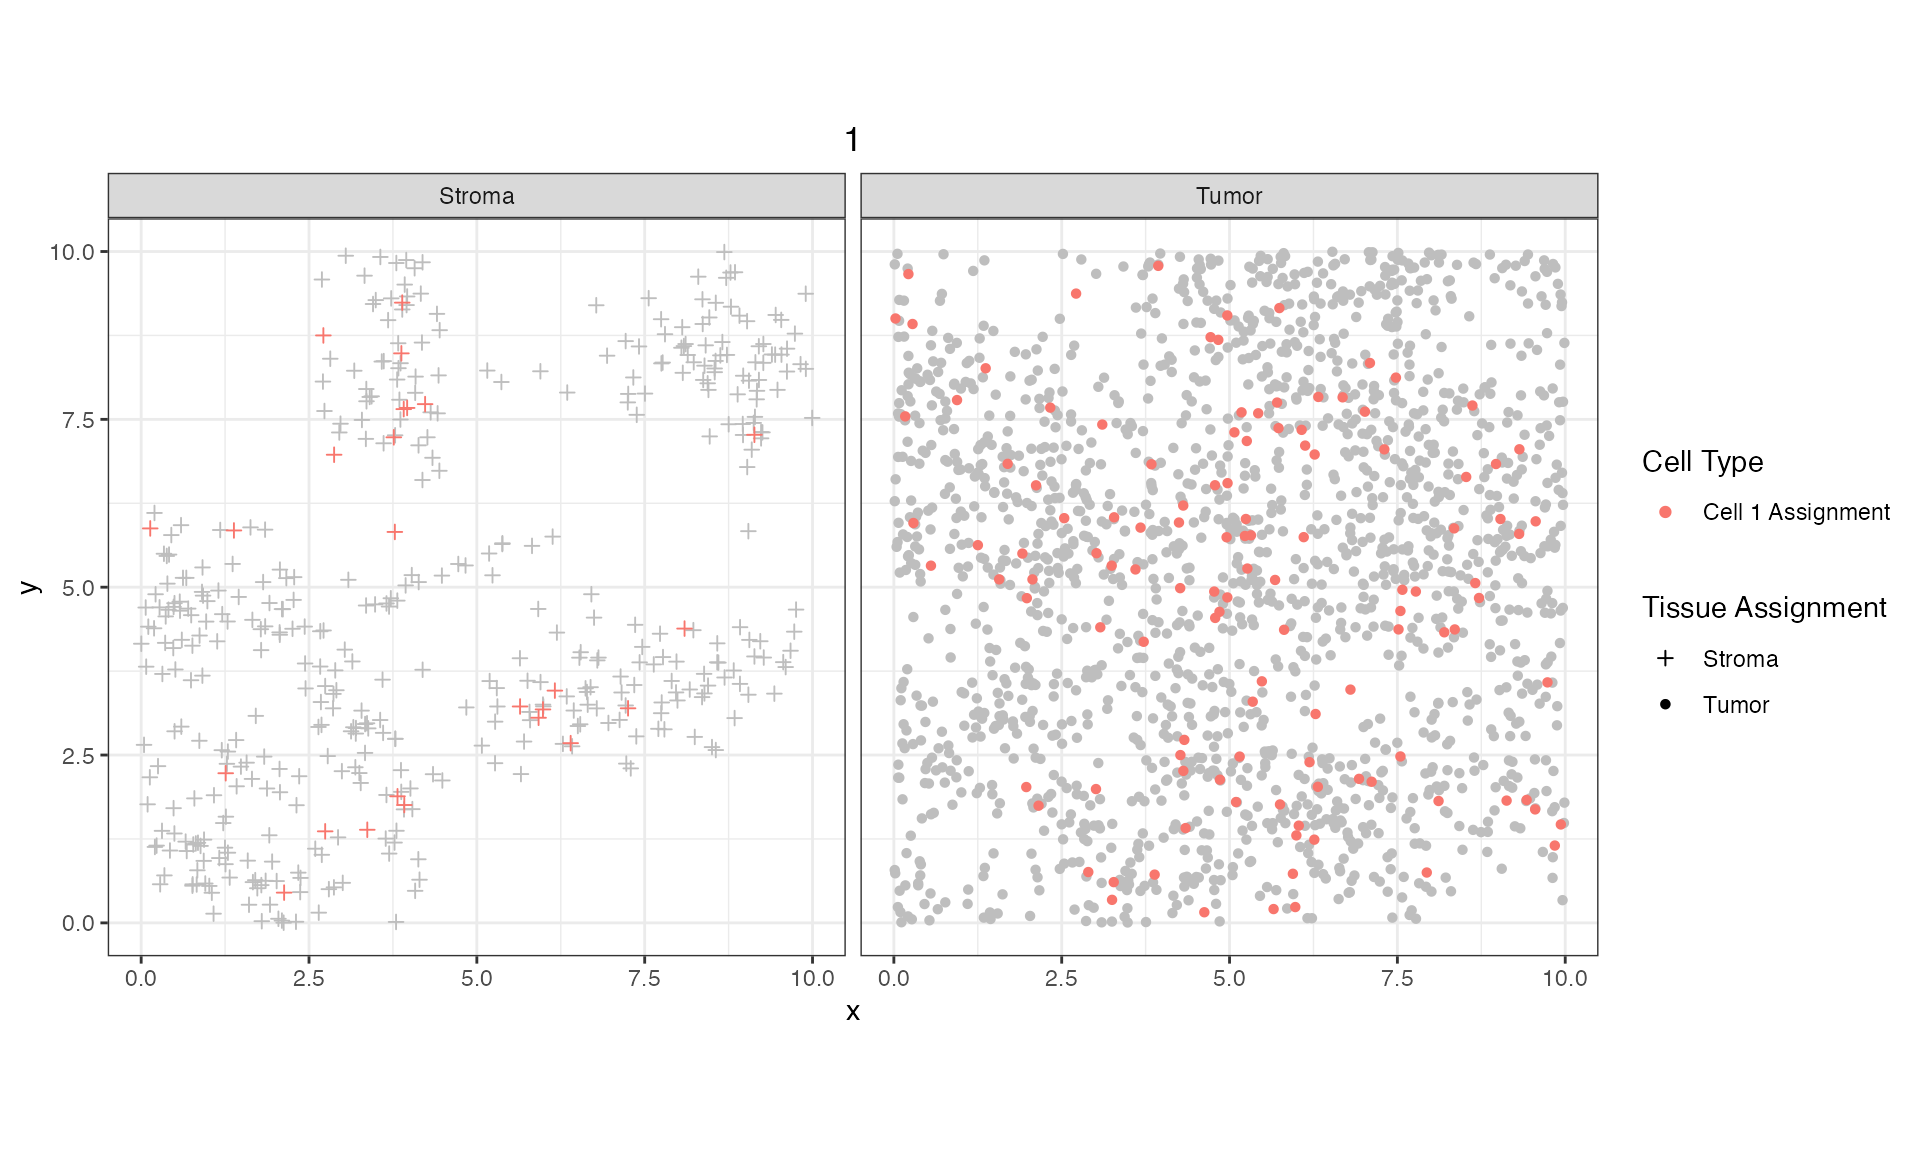 1
Stroma
Tumor
10.0
7.5
5.0
2.5
0.0
y
0.0 2.5 5.0 7.5 10.0
0.0 2.5 5.0 7.5 10.0
x
Cell Type
Cell 1 Assignment
Tissue Assignment
Stroma
Tumor